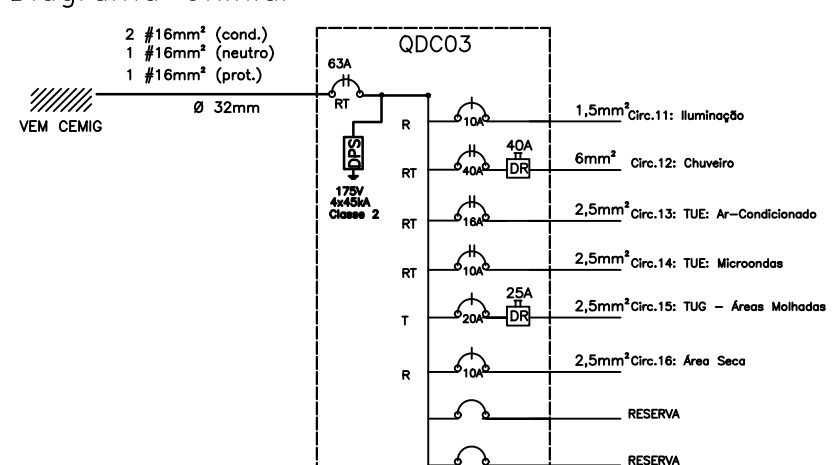 2 #16mm² (cond.)
1 #16mm² (neutro)
1 #16mm² (prot.)
Ø 32mm
VEM CEMIG
QDC03
63A
RT
DPS
175V
4x45kA
Classe 2
R
10A
1,5mm² Circ.11: Iluminação
RT
40A
40A
DR
6mm² Circ.12: Chuveiro
RT
16A
2,5mm² Circ.13: TUE: Ar-Condicionado
RT
10A
2,5mm² Circ.14: TUE: Microondas
T
20A
25A
DR
2,5mm² Circ.15: TUG - Áreas Molhadas
R
10A
2,5mm² Circ.16: Área Seca
RESERVA
RESERVA